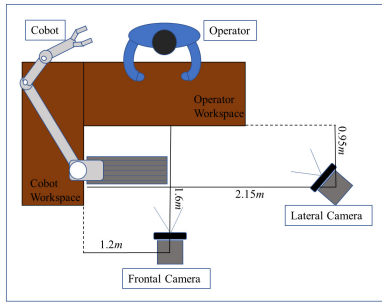 Cobot
Operator
Operator
Workspace
0.95m
Cobot
Workspace
1.6m
2.15m
Lateral Camera
1.2m
Frontal Camera